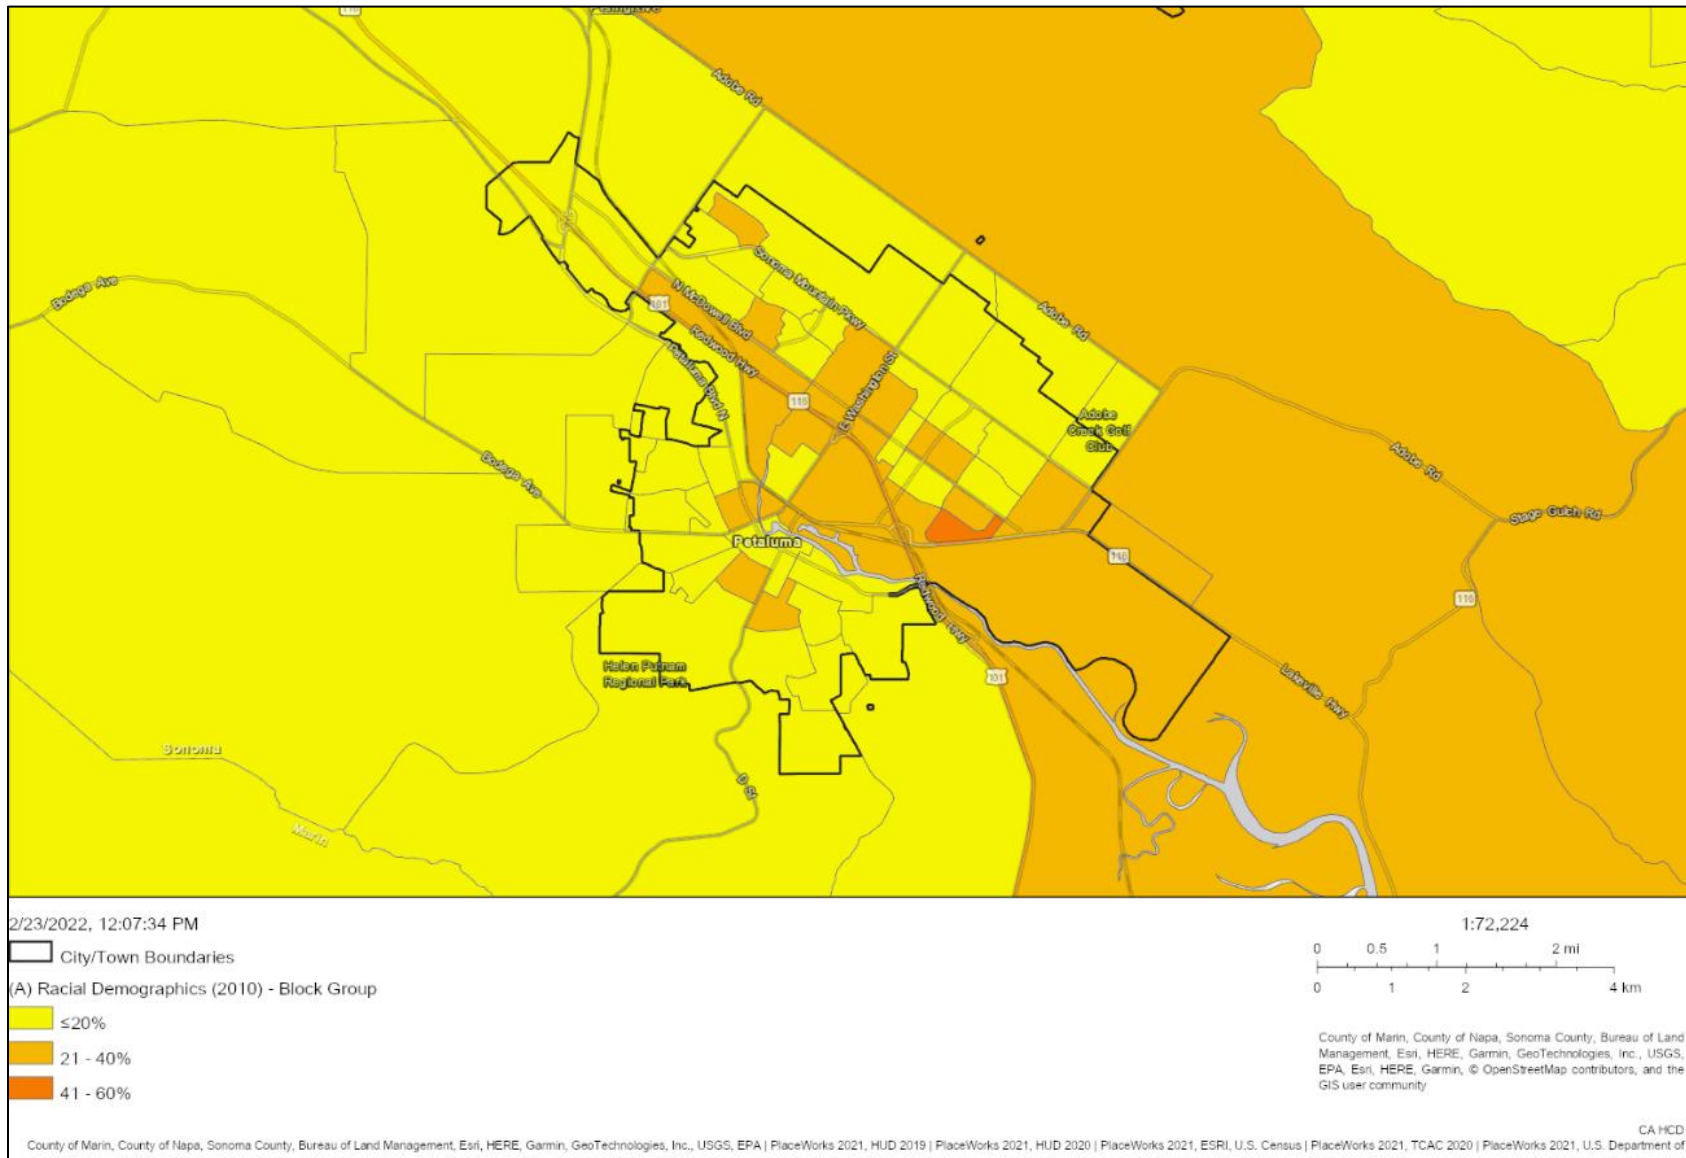 116
Adobe Rd
Bodega Ave
101
N McDowell Blvd
Redwood Hwy
Sonoma Mountain Pkwy
Adobe Rd
Petaluma Blvd N
116
E Washington St
Adobe
Creek Golf
Club
Bodega Ave
Adobe Rd
Stage Gulch Rd
Petaluma
116
116
Redwood Hwy
Helen Putnam
Regional Park
101
Lakeville Hwy
Sonoma
D St
Marin
2/23/2022, 12:07:34 PM
City/Town Boundaries
(A) Racial Demographics (2010) - Block Group
≤20%
21 - 40%
41 - 60%
1:72,224
0 0.5 1 2 mi
0 1 2 4 km
County of Marin, County of Napa, Sonoma County, Bureau of Land
Management, Esri, HERE, Garmin, GeoTechnologies, Inc., USGS,
EPA, Esri, HERE, Garmin, © OpenStreetMap contributors, and the
GIS user community
CA HCD
County of Marin, County of Napa, Sonoma County, Bureau of Land Management, Esri, HERE, Garmin, GeoTechnologies, Inc., USGS, EPA | PlaceWorks 2021, HUD 2019 | PlaceWorks 2021, HUD 2020 | PlaceWorks 2021, ESRI, U.S. Census | PlaceWorks 2021, TCAC 2020 | PlaceWorks 2021, U.S. Department of